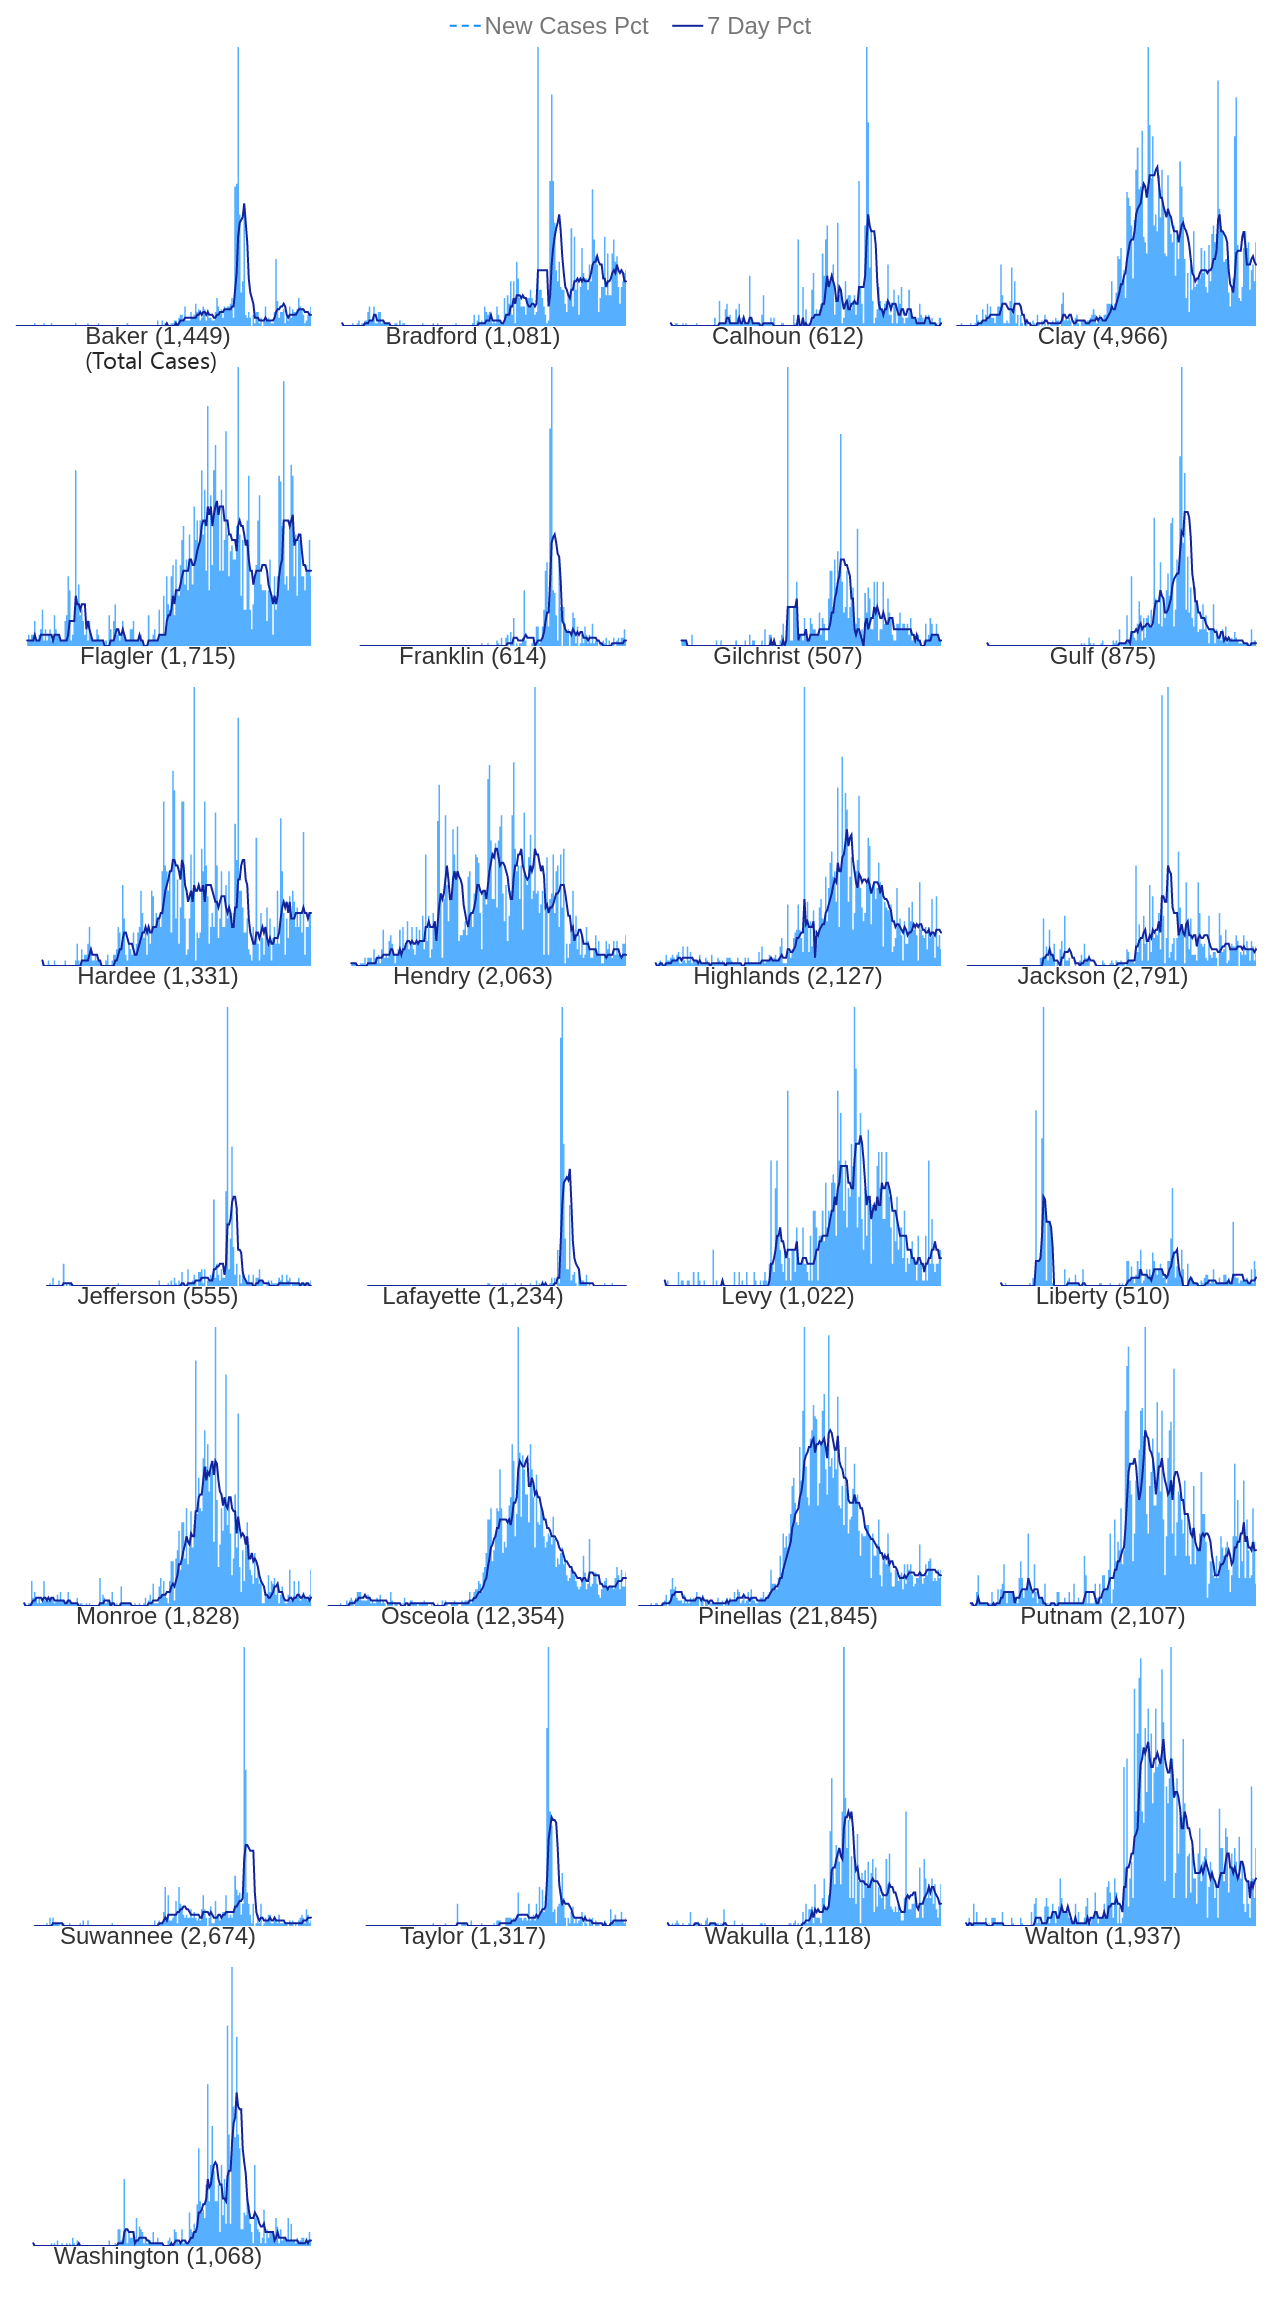 New Cases Pct 7 Day Pct
Baker (1,449) Bradford (1,081) Calhoun (612) Clay (4,966)
(Total Cases)
Flagler (1,715) Franklin (614) Gilchrist (507) Gulf (875)
Hardee (1,331) Hendry (2,063) Highlands (2,127) Jackson (2,791)
Jefferson (555) Lafayette (1,234) Levy (1,022) Liberty (510)
Monroe (1,828) Osceola (12,354) Pinellas (21,845) Putnam (2,107)
Suwannee (2,674) Taylor (1,317) Wakulla (1,118) Walton (1,937)
Washington (1,068)